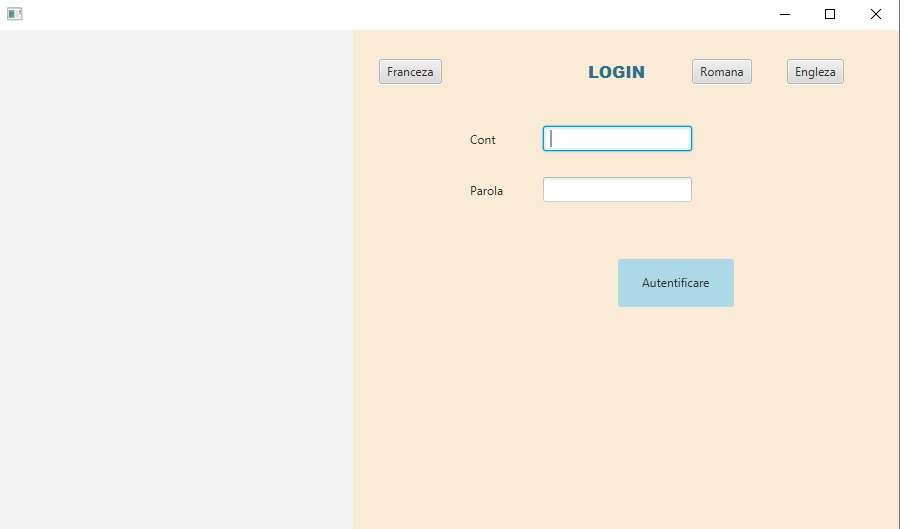 Franceza LOGIN Romana Engleza
Cont
Parola
Autentificare